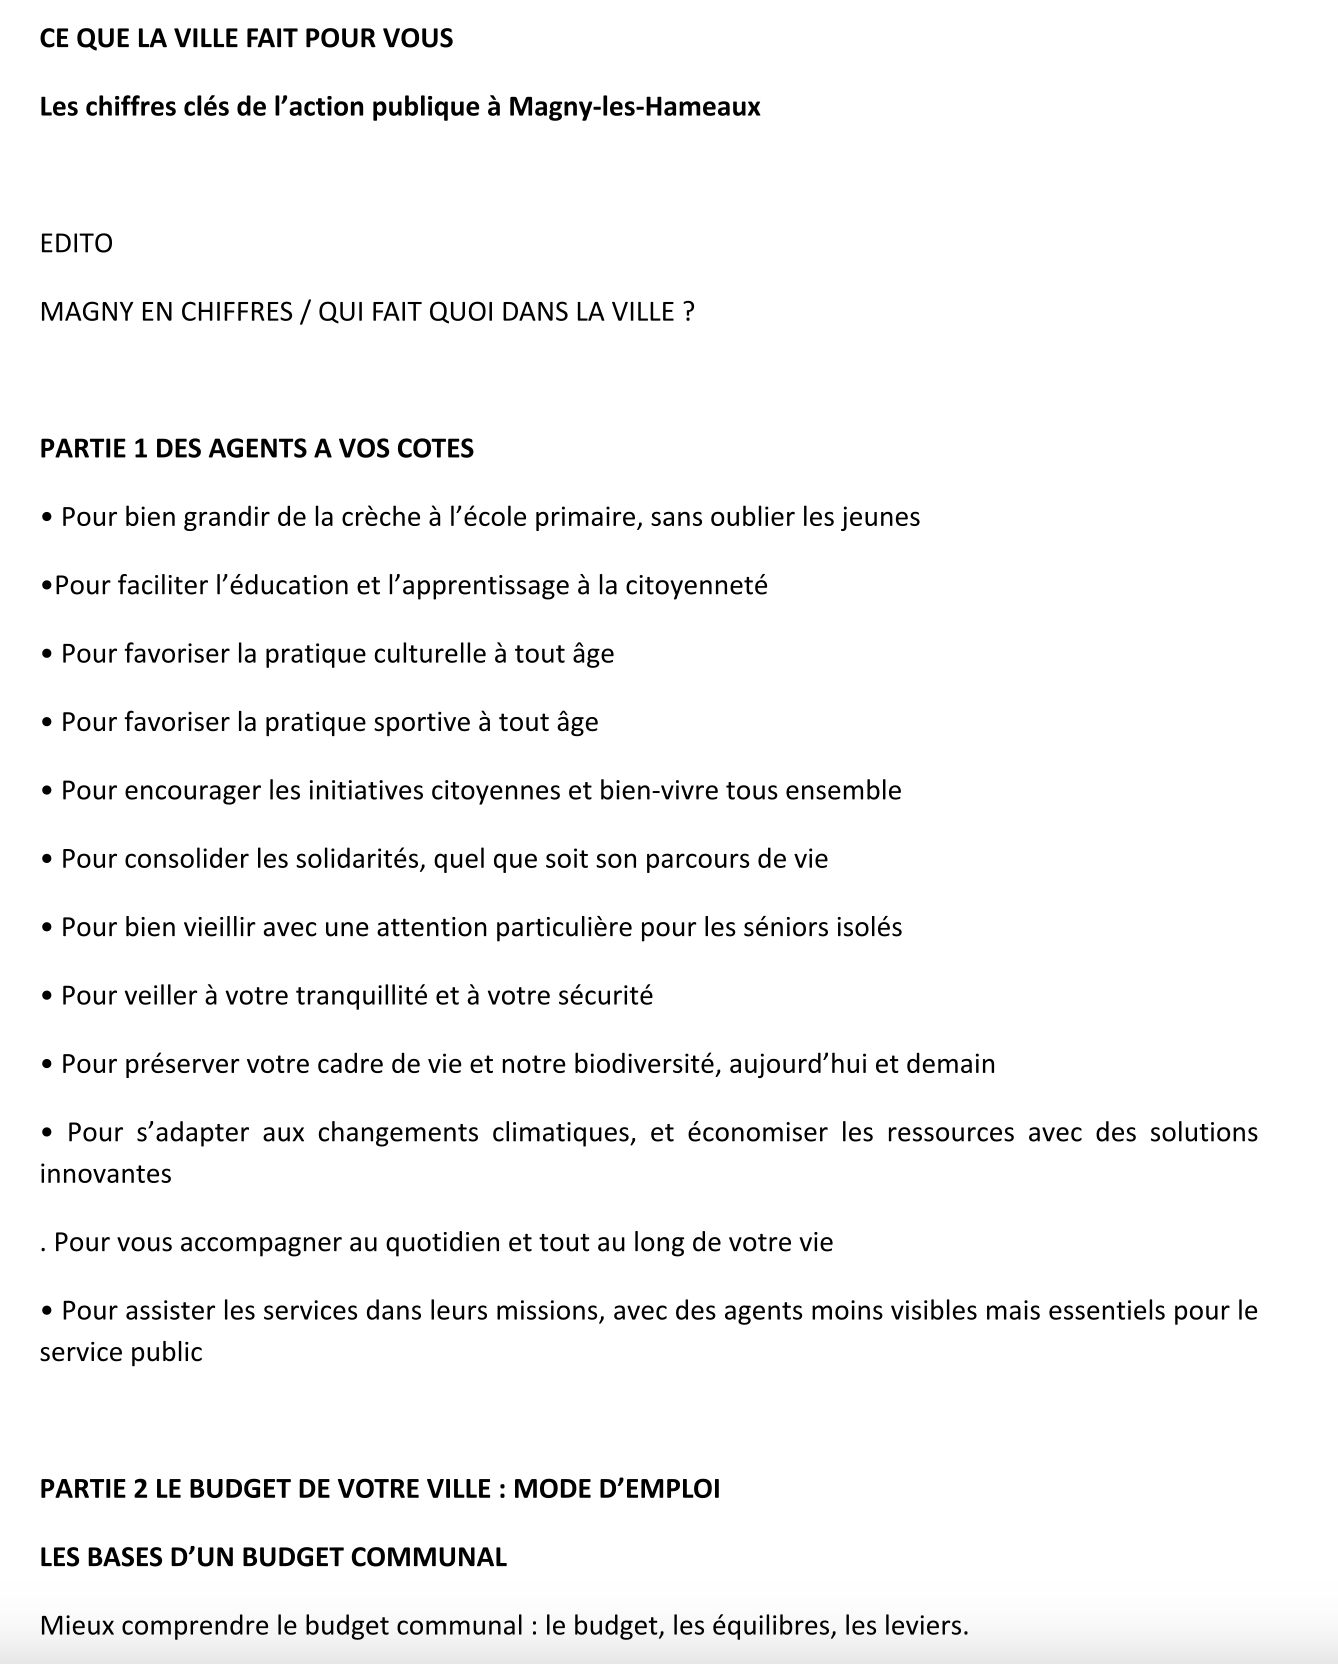 CE QUE LA VILLE FAIT POUR VOUS
Les chiffres clés de l’action publique à Magny-les-Hameaux
EDITO
MAGNY EN CHIFFRES / QUI FAIT QUOI DANS LA VILLE ?
PARTIE 1 DES AGENTS A VOS COTES
• Pour bien grandir de la crèche à l’école primaire, sans oublier les jeunes
•Pour faciliter l’éducation et l’apprentissage à la citoyenneté
• Pour favoriser la pratique culturelle à tout âge
• Pour favoriser la pratique sportive à tout âge
• Pour encourager les initiatives citoyennes et bien-vivre tous ensemble
• Pour consolider les solidarités, quel que soit son parcours de vie
• Pour bien vieillir avec une attention particulière pour les séniors isolés
• Pour veiller à votre tranquillité et à votre sécurité
• Pour préserver votre cadre de vie et notre biodiversité, aujourd’hui et demain
• Pour s’adapter aux changements climatiques, et économiser les ressources avec des solutions
innovantes
. Pour vous accompagner au quotidien et tout au long de votre vie
• Pour assister les services dans leurs missions, avec des agents moins visibles mais essentiels pour le
service public
PARTIE 2 LE BUDGET DE VOTRE VILLE : MODE D’EMPLOI
LES BASES D’UN BUDGET COMMUNAL
Mieux comprendre le budget communal : le budget, les équilibres, les leviers.